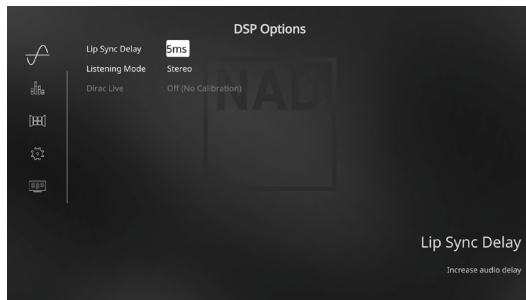 DSP Options
Lip Sync Delay 5ms
Listening Mode Stereo
Dirac Live Off (No Calibration)
NAD
Lip Sync Delay
Increase audio delay